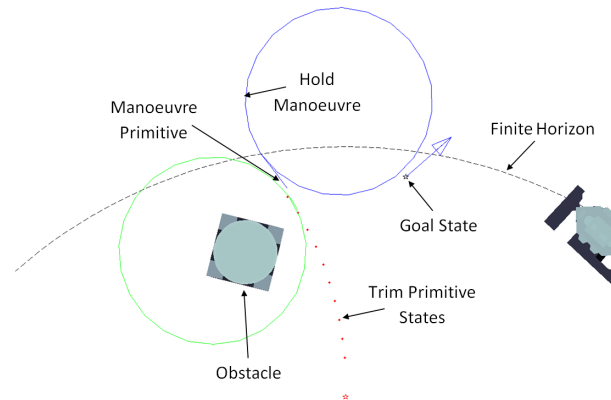 Hold
Manoeuvre
Manoeuvre
Primitive
Finite Horizon
Goal State
Trim Primitive
States
Obstacle